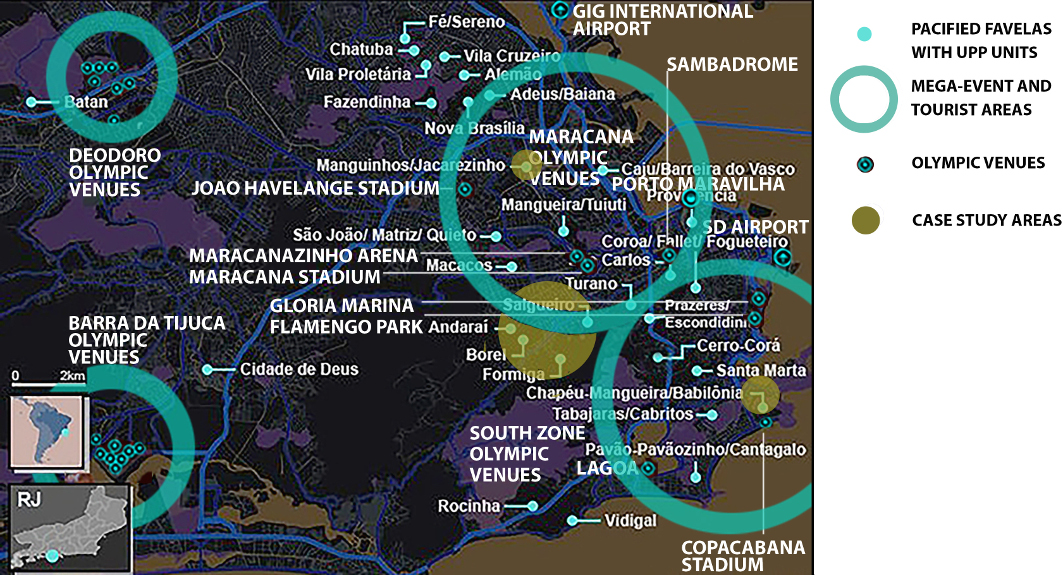 GIG INTERNATIONAL
AIRPORT
Fé/Sereno
Chatuba
Vila Cruzeiro
Vila Proletária
Alemão
SAMBADROME
Batan
Fazendinha
Adeus/Baiana
Nova Brasília
MARACANA
OLYMPIC
VENUES
DEODORO
OLYMPIC
VENUES
Manguinhos/Jacarezinho
Caju/Barreira do Vasco
JOAO HAVELANGE STADIUM
PORTO MARAVILHA
Providência
Mangueira/Tuiuti
SD AIRPORT
São João/ Matriz/ Quieto
Coroa/ Fallet/ Fogueteiro
MARACANAZINHO ARENA
Carlos
Macacos
MARACANA STADIUM
Turano
GLORIA MARINA
Salgueiro
Prazeres/
Escondidinh
FLAMENGO PARK
Andaraí
BARRA DA TIJUCA
OLYMPIC
VENUES
Cerro-Corá
Borel
Formiga
Cidade de Deus
Santa Marta
0 2km
Chapéu-Mangueira/Babilônia
Tabajaras/Cabritos
SOUTH ZONE
OLYMPIC
VENUES
Pavão-Pavãozinho/Cantagalo
LAGOA
RJ
Rocinha
Vidigal
COPACABANA
STADIUM
PACIFIED FAVELAS
WITH UPP UNITS
MEGA-EVENT AND
TOURIST AREAS
OLYMPIC VENUES
CASE STUDY AREAS